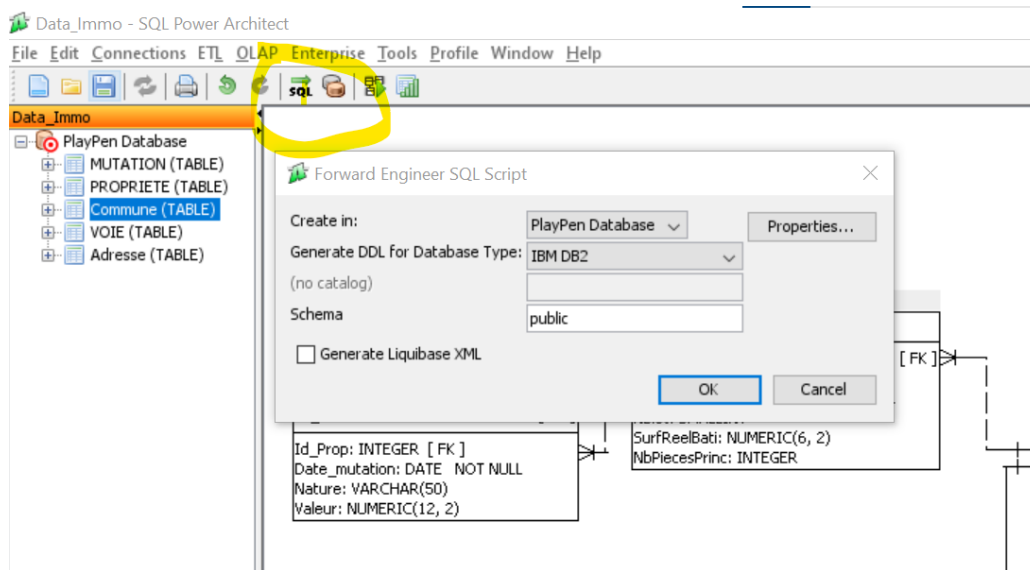 Data_Immo - SQL Power Architect
File Edit Connections ETL OLAP Enterprise Tools Profile Window Help
SQL
Data_Immo
PlayPen Database
MUTATION (TABLE)
PROPRIETE (TABLE)
Commune (TABLE)
VOIE (TABLE)
Adresse (TABLE)
Forward Engineer SQL Script
Create in: PlayPen Database Properties...
Generate DDL for Database Type: IBM DB2
(no catalog)
Schema public
Generate Liquibase XML
OK Cancel
[ FK ]
Id_Prop: INTEGER [ FK ]
Date_mutation: DATE NOT NULL
Nature: VARCHAR(50)
Valeur: NUMERIC(12, 2)
SurfReelBati: NUMERIC(6, 2)
NbPiecesPrinc: INTEGER